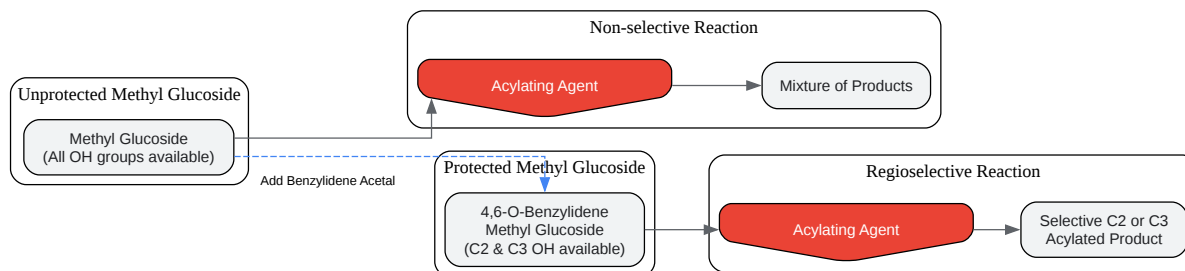 Non-selective Reaction
Acylating Agent
Mixture of Products
Unprotected Methyl Glucoside
Methyl Glucoside
(All OH groups available)
Add Benzylidene Acetal
Protected Methyl Glucoside
4,6-O-Benzylidene
Methyl Glucoside
(C2 & C3 OH available)
Regioselective Reaction
Acylating Agent
Selective C2 or C3
Acylated Product